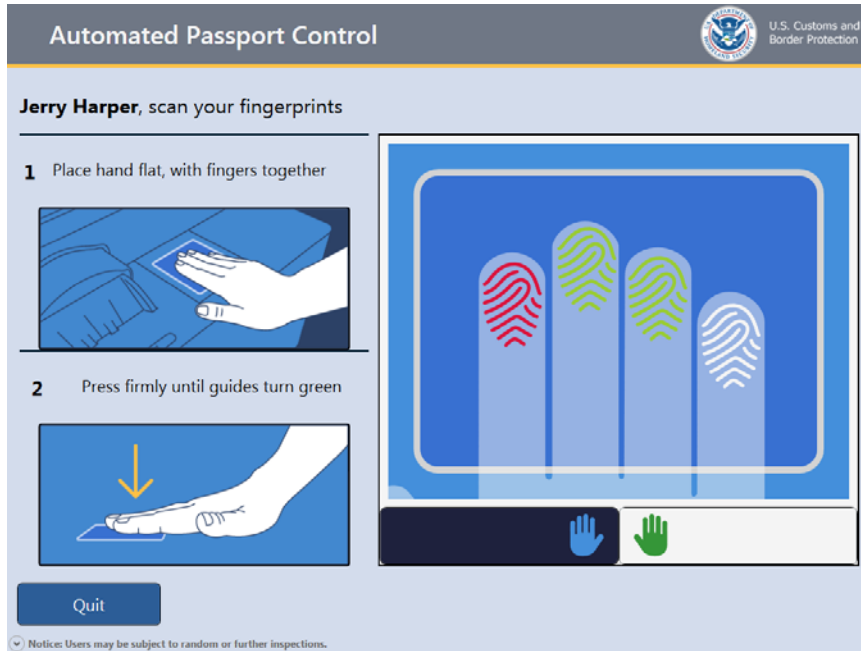 Automated Passport Control
U.S. Customs and
Border Protection
Jerry Harper, scan your fingerprints
1 Place hand flat, with fingers together
2 Press firmly until guides turn green
Quit
Notice: Users may be subject to random or further inspections.